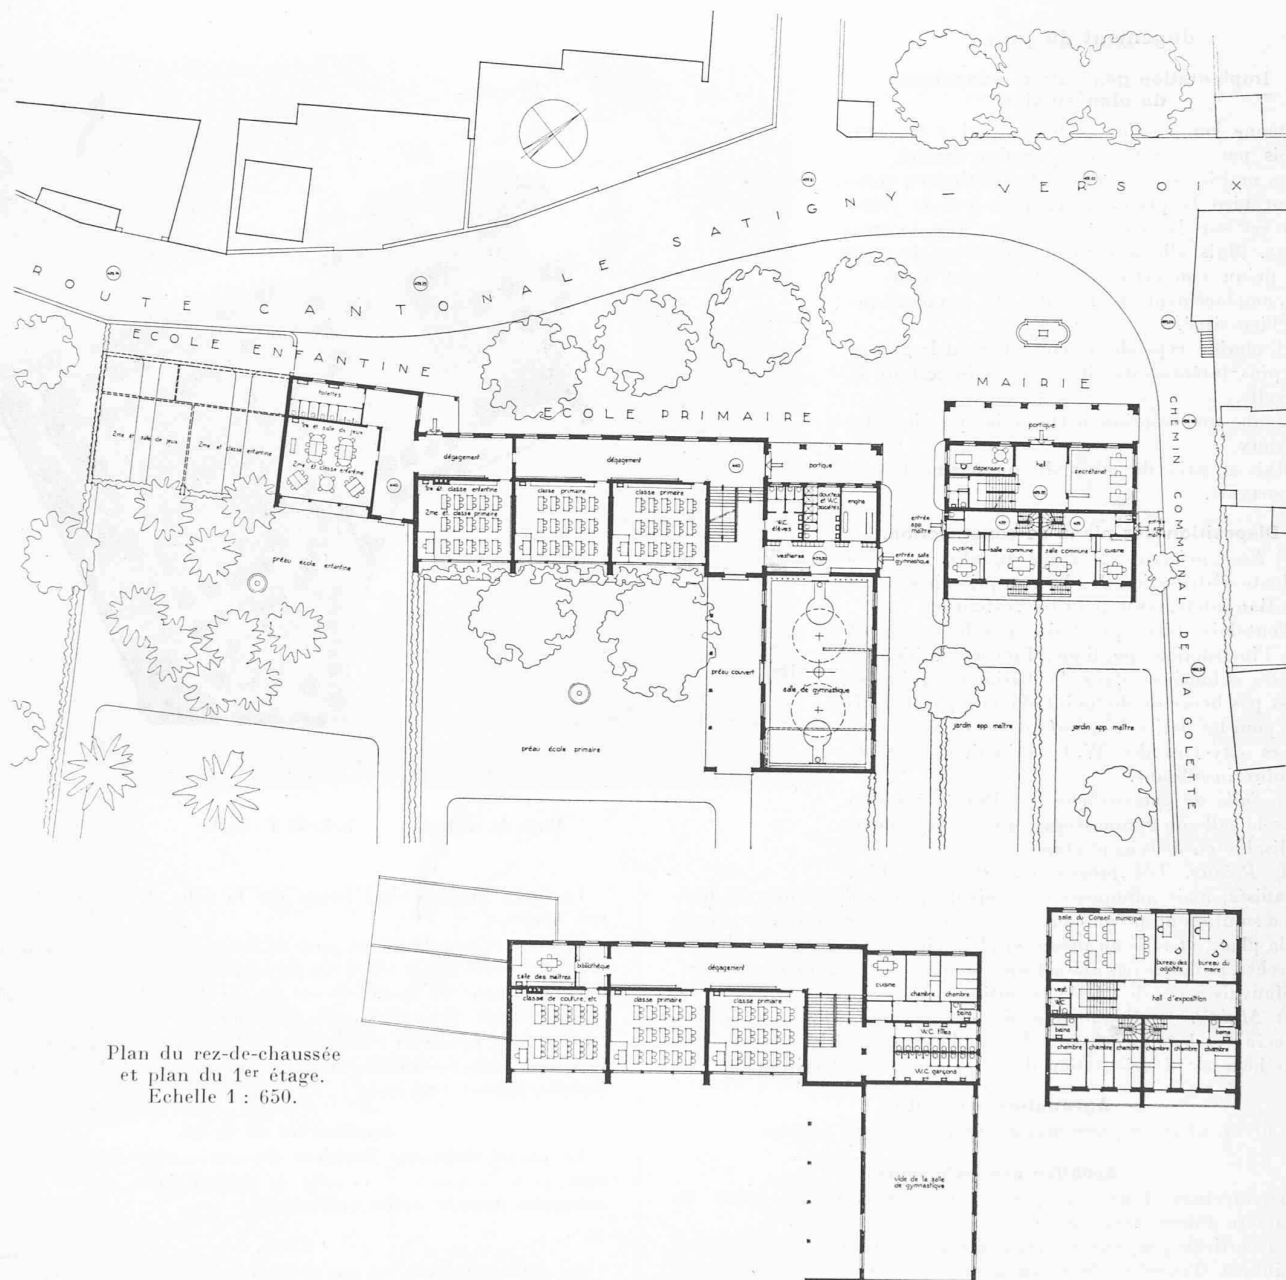 ROUTE CANTONALE SATIGNY - VERSOIX
ECOLE ENFANTINE
ECOLE PRIMAIRE
MAIRIE
CHEMIN COMMUNAL DE LA GOLETTE
toilettes
1re et salle de jeux
2me et classe enfantine
2me et salle de jeux
2me et classe enfantine
dégagement
dégagement
portique
portique
1re et classe enfantine
2me et classe primaire
classe primaire
classe primaire
W.C.
élèves
douches
et W.C.
engins
vestiaires
entrée salle
gymnastique
dispensaire
hall
secrétariat
entrée
app.
maître
cuisine
salle commune
salle commune
cuisine
préau école enfantine
préau école primaire
préau couvert
salle de gymnastique
jardin app. maître
jardin app. maître
salle des maîtres
bibliothèque
dégagement
classe de couture, etc
classe primaire
classe primaire
cuisine
chambre
chambre
bains
W.C. filles
W.C. garçons
vide de la salle
de gymnastique
salle du Conseil municipal
bureau des
adjoints
bureau du
maire
vest.
W.C.
hall d'exposition
bains
bains
chambre
chambre
chambre
chambre
chambre
chambre
Plan du rez-de-chaussée
et plan du 1er étage.
Echelle 1 : 650.